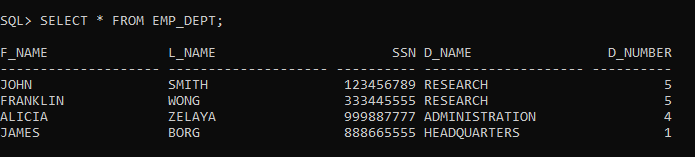 SQL> SELECT * FROM EMP_DEPT;
F_NAME               L_NAME                      SSN D_NAME                 D_NUMBER
-------------------- -------------------- ---------- -------------------- ----------
JOHN                 SMITH                 123456789 RESEARCH                      5
FRANKLIN             WONG                  333445555 RESEARCH                      5
ALICIA               ZELAYA                999887777 ADMINISTRATION                4
JAMES                BORG                  888665555 HEADQUARTERS                  1